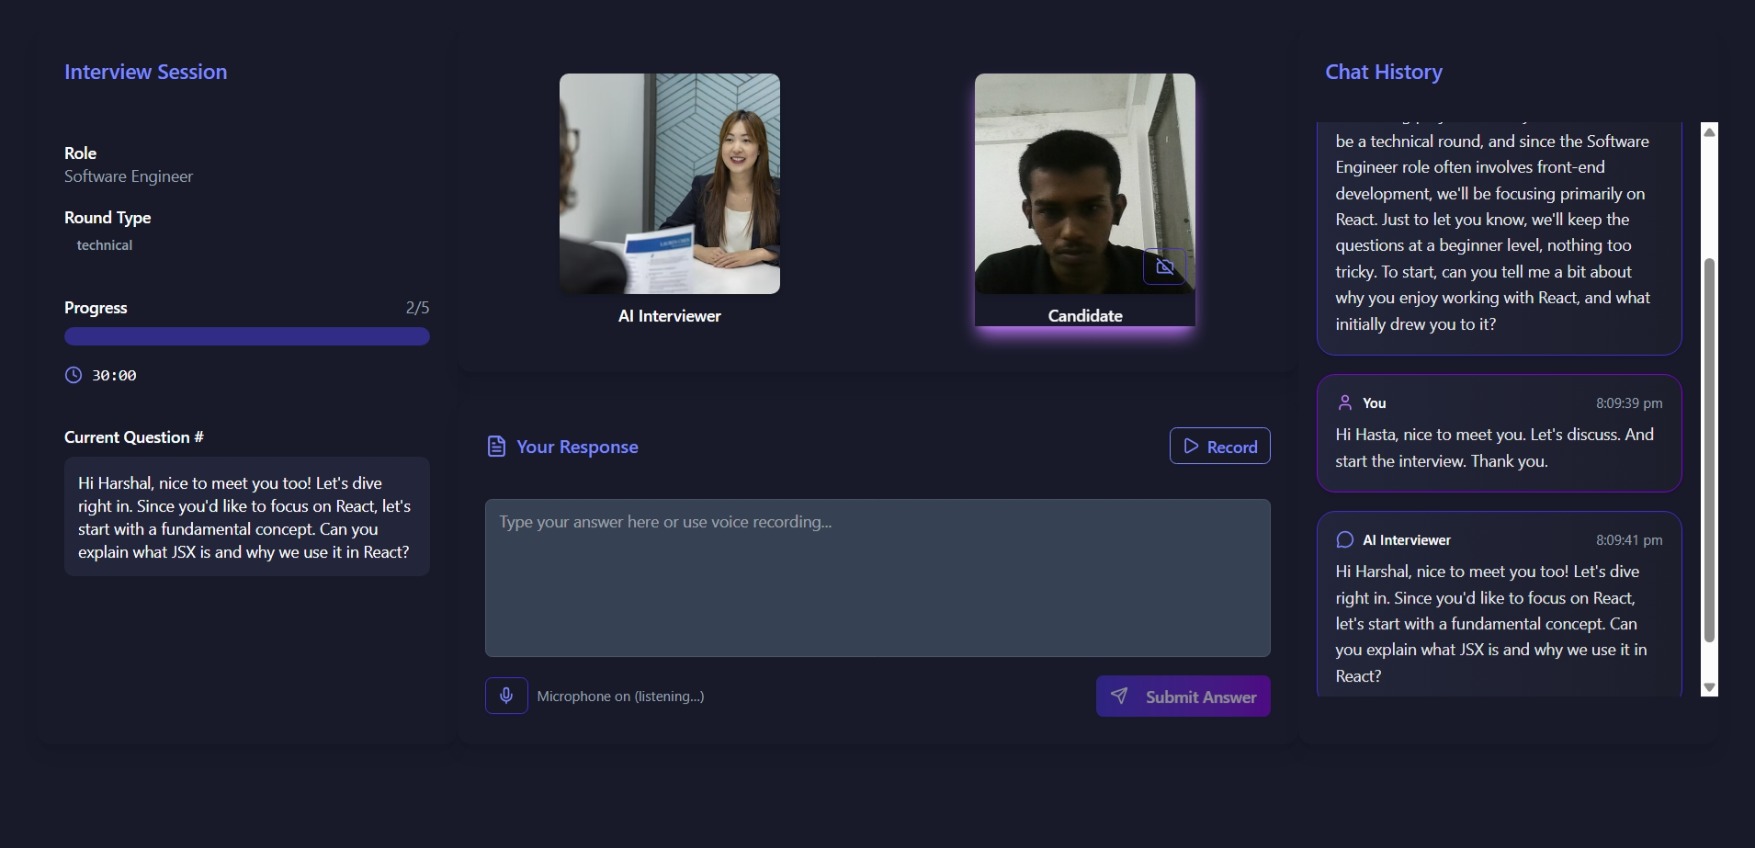 Interview Session
Role
Software Engineer
Round Type
technical
Progress
2/5
30:00
Current Question #
Hi Harshal, nice to meet you too! Let's dive
right in. Since you'd like to focus on React, let's
start with a fundamental concept. Can you
explain what JSX is and why we use it in React?
AI Interviewer
Candidate
Your Response
Record
Type your answer here or use voice recording...
Microphone on (listening...)
Submit Answer
Chat History
be a technical round, and since the Software
Engineer role often involves front-end
development, we'll be focusing primarily on
React. Just to let you know, we'll keep the
questions at a beginner level, nothing too
tricky. To start, can you tell me a bit about
why you enjoy working with React, and what
initially drew you to it?
You
8:09:39 pm
Hi Hasta, nice to meet you. Let's discuss. And
start the interview. Thank you.
AI Interviewer
8:09:41 pm
Hi Harshal, nice to meet you too! Let's dive
right in. Since you'd like to focus on React,
let's start with a fundamental concept. Can
you explain what JSX is and why we use it in
React?